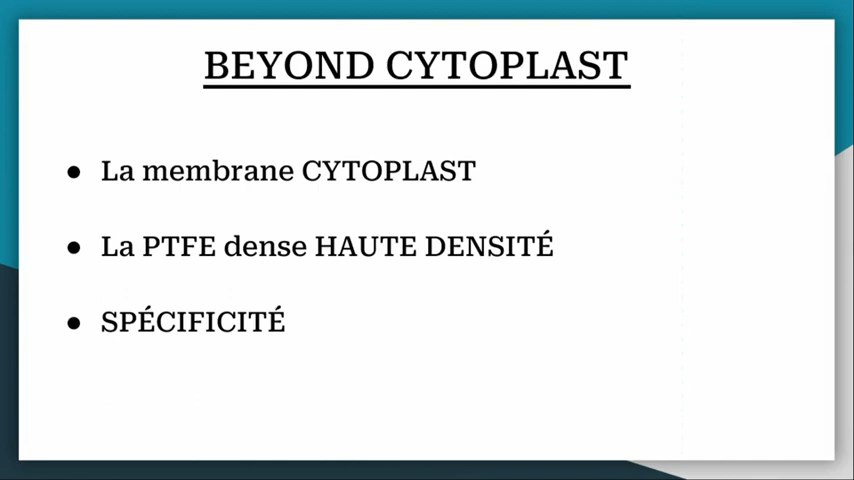 BEYOND CYTOPLAST
● La membrane CYTOPLAST
● La PTFE dense HAUTE DENSITÉ
● SPÉCIFICITÉ